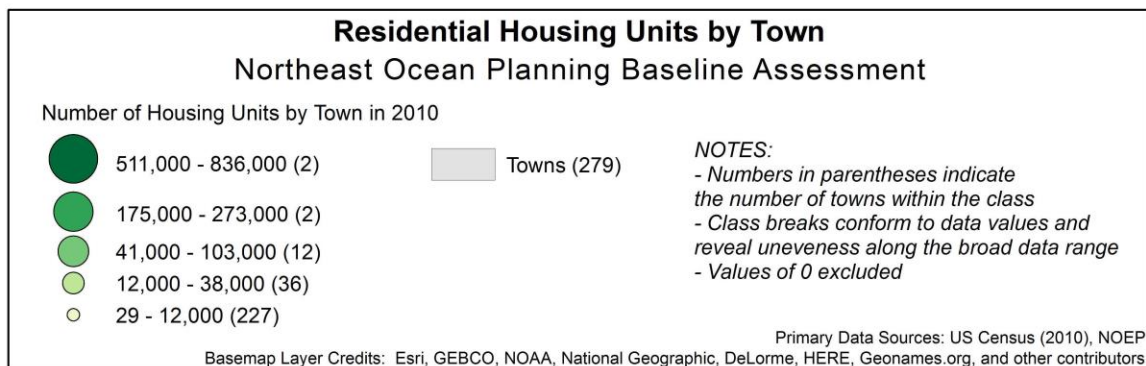 Residential Housing Units by Town
Northeast Ocean Planning Baseline Assessment
Number of Housing Units by Town in 2010
511,000 - 836,000 (2)
175,000 - 273,000 (2)
41,000 - 103,000 (12)
12,000 - 38,000 (36)
29 - 12,000 (227)
Towns (279)
NOTES:
- Numbers in parentheses indicate
the number of towns within the class
- Class breaks conform to data values and
reveal uneveness along the broad data range
- Values of 0 excluded
Primary Data Sources: US Census (2010), NOEP
Basemap Layer Credits: Esri, GEBCO, NOAA, National Geographic, DeLorme, HERE, Geonames.org, and other contributors